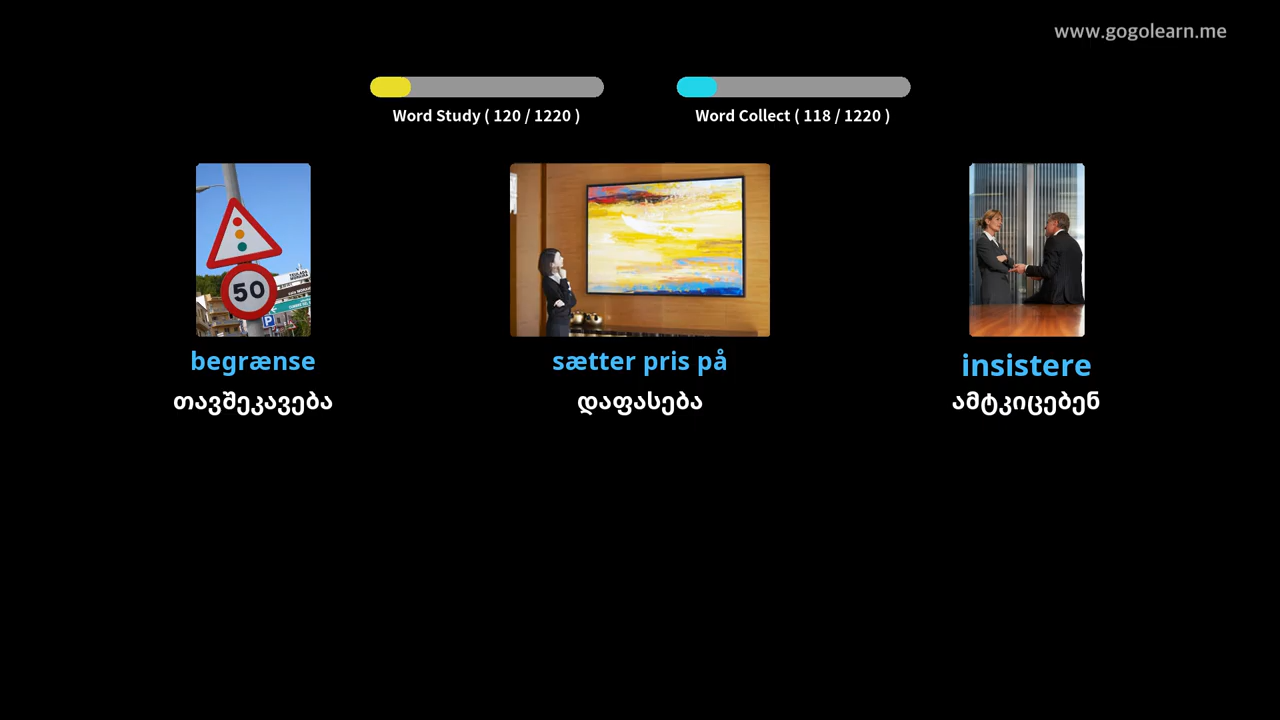 www.gogolearn.me
Word Study ( 120 / 1220 )
Word Collect ( 118 / 1220 )
50
P
begrænse
sætter pris på
insistere
თავშეკავება
დაფასება
ამტკიცებენ